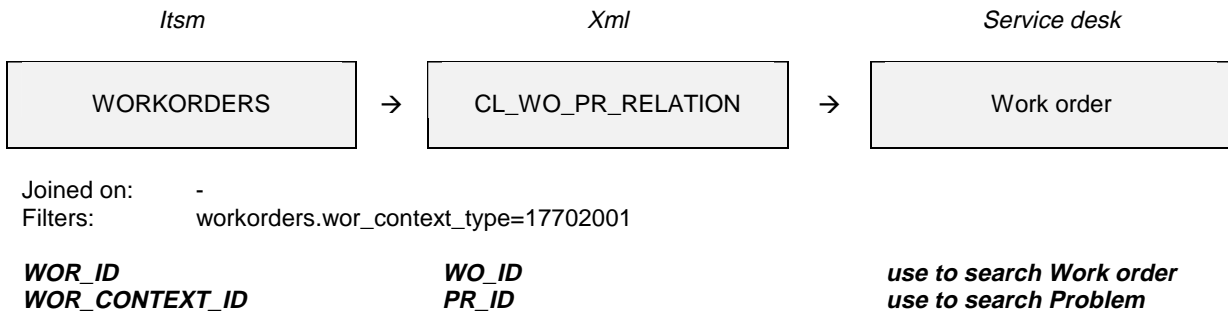 Itsm Xml Service desk
WORKORDERS → CL_WO_PR_RELATION → Work order
Joined on: -
Filters: workorders.wor_context_type=17702001
WOR_ID WO_ID use to search Work order
WOR_CONTEXT_ID PR_ID use to search Problem